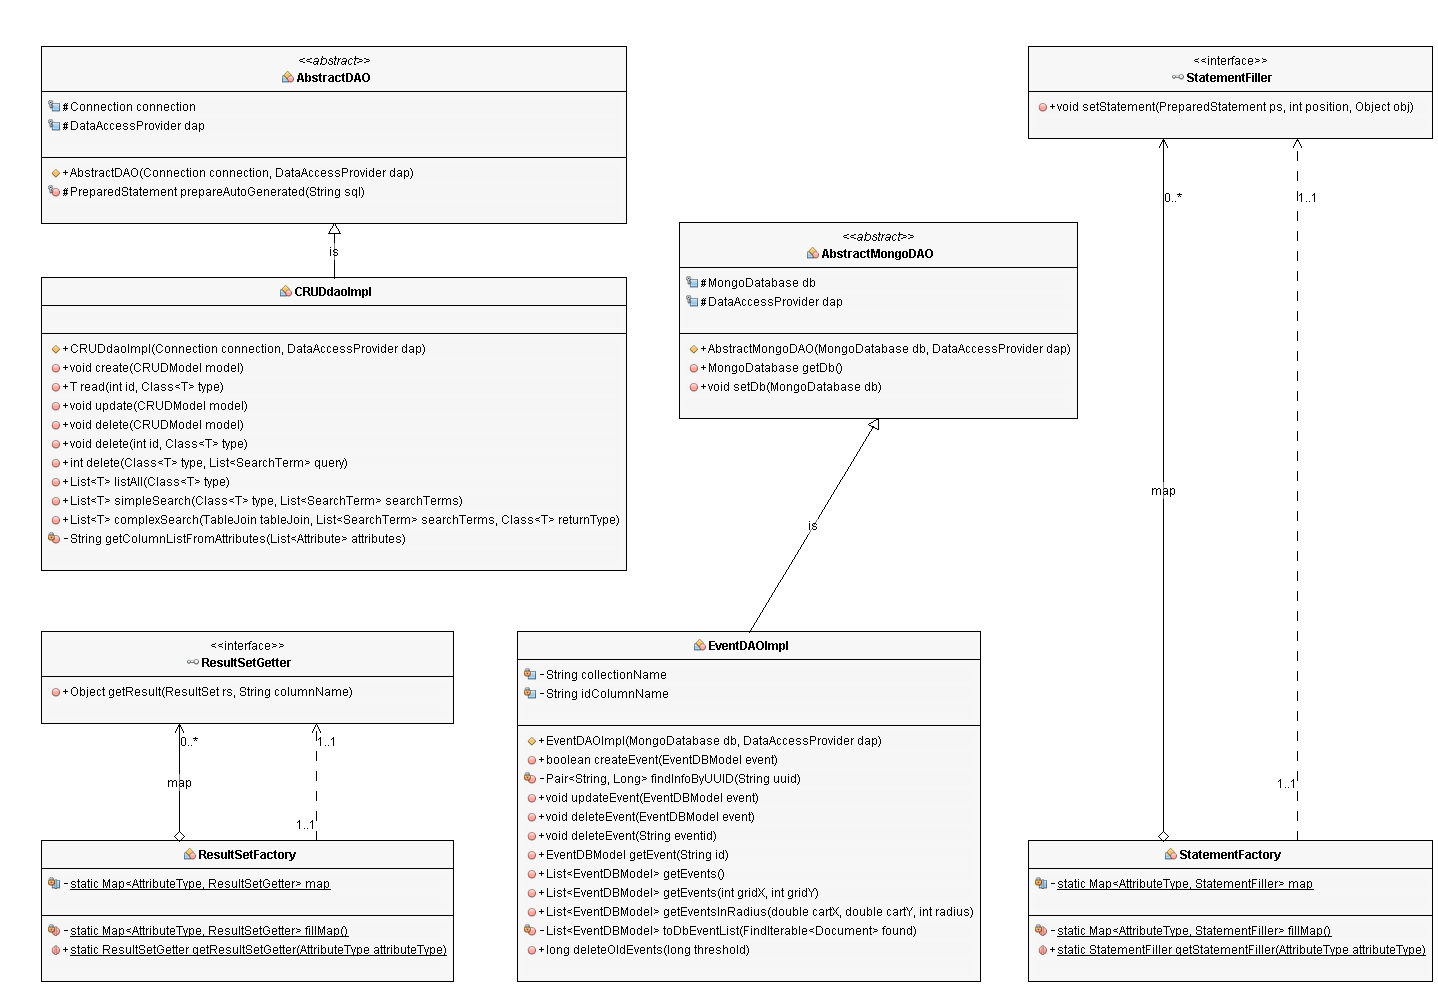 <<abstract>>
AbstractDAO
#Connection connection
#DataAccessProvider dap
+AbstractDAO(Connection connection, DataAccessProvider dap)
#PreparedStatement prepareAutoGenerated(String sql)
is
CRUDdaoImpl
+CRUDdaoImpl(Connection connection, DataAccessProvider dap)
+void create(CRUDModel model)
+T read(int id, Class<T> type)
+void update(CRUDModel model)
+void delete(CRUDModel model)
+void delete(int id, Class<T> type)
+int delete(Class<T> type, List<SearchTerm> query)
+List<T> listAll(Class<T> type)
+List<T> simpleSearch(Class<T> type, List<SearchTerm> searchTerms)
+List<T> complexSearch(TableJoin tableJoin, List<SearchTerm> searchTerms, Class<T> returnType)
-String getColumnListFromAttributes(List<Attribute> attributes)
<<interface>>
ResultSetGetter
+Object getResult(ResultSet rs, String columnName)
0..*
1..1
map
1..1
ResultSetFactory
-static Map<AttributeType, ResultSetGetter> map
-static Map<AttributeType, ResultSetGetter> fillMap()
+static ResultSetGetter getResultSetGetter(AttributeType attributeType)
<<abstract>>
AbstractMongoDAO
#MongoDatabase db
#DataAccessProvider dap
+AbstractMongoDAO(MongoDatabase db, DataAccessProvider dap)
+MongoDatabase getDb()
+void setDb(MongoDatabase db)
is
EventDAOImpl
-String collectionName
-String idColumnName
+EventDAOImpl(MongoDatabase db, DataAccessProvider dap)
+boolean createEvent(EventDBModel event)
-Pair<String, Long> findInfoByUUID(String uuid)
+void updateEvent(EventDBModel event)
+void deleteEvent(EventDBModel event)
+void deleteEvent(String eventid)
+EventDBModel getEvent(String id)
+List<EventDBModel> getEvents()
+List<EventDBModel> getEvents(int gridX, int gridY)
+List<EventDBModel> getEventsInRadius(double cartX, double cartY, int radius)
-List<EventDBModel> toDbEventList(FindIterable<Document> found)
+long deleteOldEvents(long threshold)
<<interface>>
StatementFiller
+void setStatement(PreparedStatement ps, int position, Object obj)
0..*
1..1
map
1..1
StatementFactory
-static Map<AttributeType, StatementFiller> map
-static Map<AttributeType, StatementFiller> fillMap()
+static StatementFiller getStatementFiller(AttributeType attributeType)